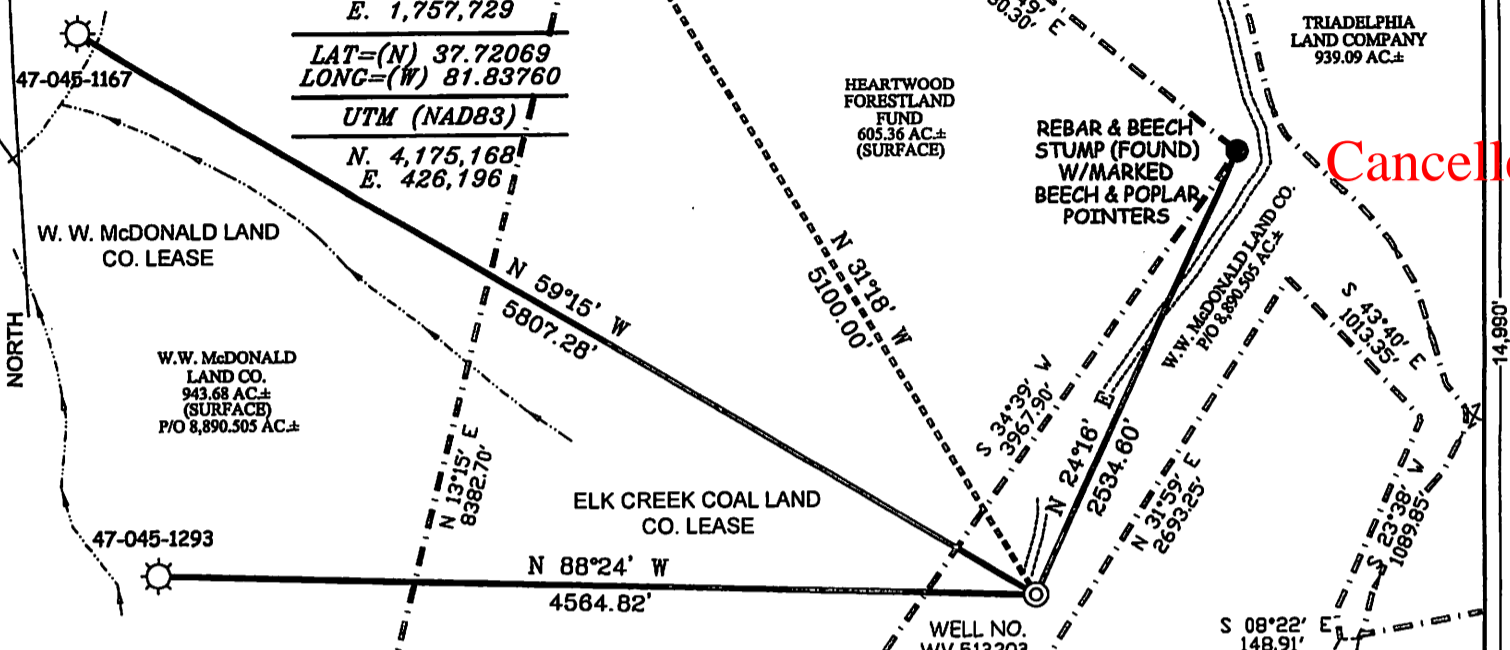 E. 1,757,729
LAT=(N) 37.72069
LONG=(W) 81.83760
UTM (NAD83)
N. 4,175,168
E. 426,196
47-045-1167
W. W. McDONALD LAND
CO. LEASE
NORTH
W.W. McDONALD
LAND CO.
943.68 AC.±
(SURFACE)
P/O 8,890.505 AC.±
47-045-1293
N 13°15' E
8382.70'
N 59°15' W
5807.28'
ELK CREEK COAL LAND
CO. LEASE
N 88°24' W
4564.82'
N 31°18' W
5100.00'
HEARTWOOD
FORESTLAND
FUND
605.36 AC.±
(SURFACE)
REBAR & BEECH
STUMP (FOUND)
W/MARKED
BEECH & POPLAR
POINTERS
TRIADELPHIA
LAND COMPANY
939.09 AC.±
W.W. McDONALD LAND CO.
P/O 8,890.505 AC.±
S 34°39' W
3967.90'
N 24°16' E
2534.60'
N 31°59' E
2693.25'
S 43°40' E
1013.35'
S 23°38' W
1089.85'
14,990'
S 08°22' E
148.91'
WELL NO.